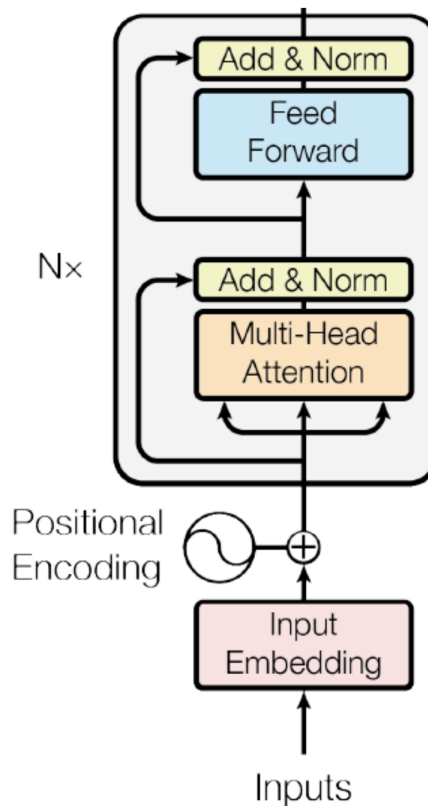 Add & Norm
Feed
Forward
N×
Add & Norm
Multi-Head
Attention
Positional
Encoding
Input
Embedding
Inputs